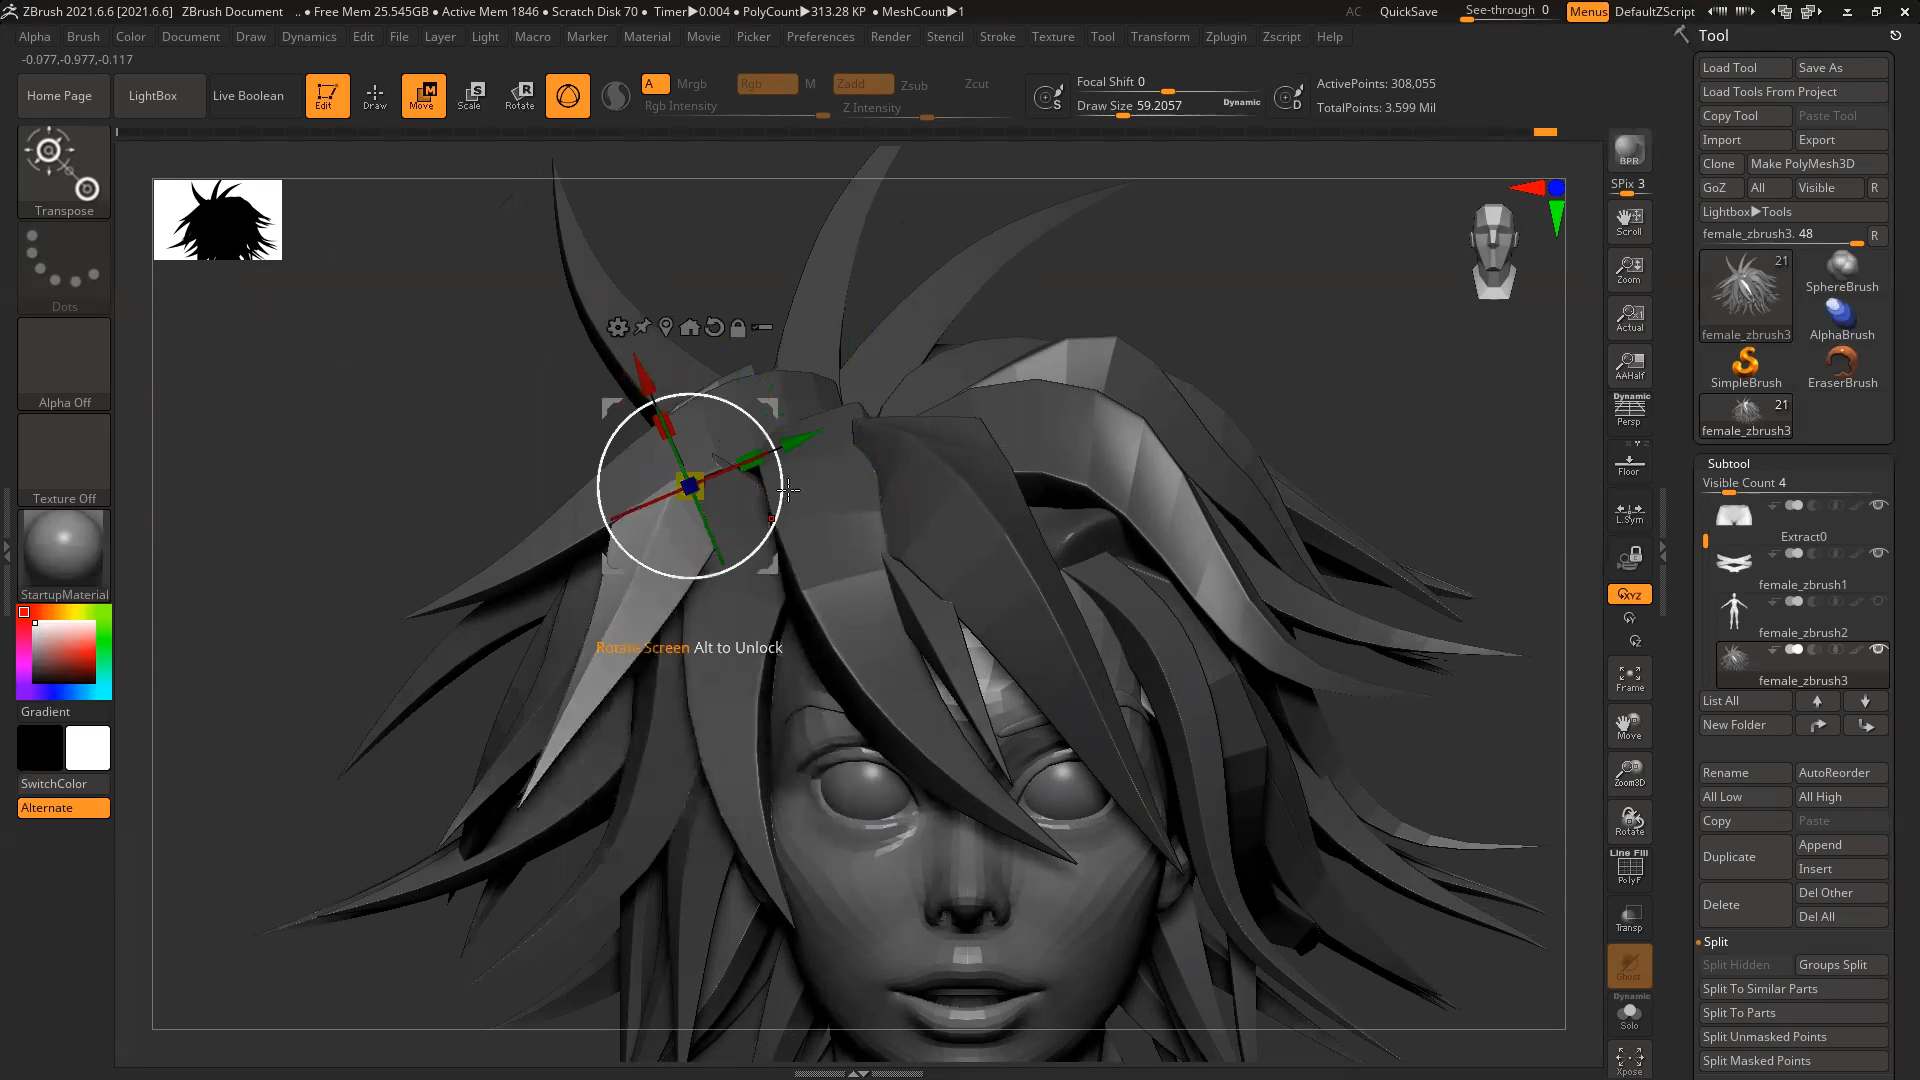 ZBrush 2021.6.6 [2021.6.6] ZBrush Document .. • Free Mem 25.545GB • Active Mem 1846 • Scratch Disk 70 • Timer▶0.004 • PolyCount▶313.28 KP • MeshCount▶1 AC QuickSave See-through 0 Menus DefaultZScript
Alpha Brush Color Document Draw Dynamics Edit File Layer Light Macro Marker Material Movie Picker Preferences Render Stencil Stroke Texture Tool Transform Zplugin Zscript Help Tool
-0.077,-0.977,-0.117
Load Tool Save As
Home Page LightBox Live Boolean Edit Draw Move Scale Rotate A Mrgb Rgb M Zadd Zsub Zcut
Rgb Intensity Z Intensity
S Focal Shift 0
Draw Size 59.2057 Dynamic
D ActivePoints: 308,055
TotalPoints: 3.599 Mil
Load Tools From Project
Copy Tool Paste Tool
Import Export
Clone Make PolyMesh3D
GoZ All Visible R
Lightbox▶Tools
female_zbrush3. 48 R
21
SphereBrush
female_zbrush3 AlphaBrush
SimpleBrush EraserBrush
21
female_zbrush3
Subtool
Visible Count 4
Extract0
female_zbrush1
female_zbrush2
female_zbrush3
List All
New Folder
Rename AutoReorder
All Low All High
Copy Paste
Duplicate Append
Insert
Delete Del Other
Del All
Split
Split Hidden Groups Split
Split To Similar Parts
Split To Parts
Split Unmasked Points
Split Masked Points
Transpose
Dots
Alpha Off
Texture Off
StartupMaterial
Gradient
SwitchColor
Alternate
Rotate Screen Alt to Unlock
BPR
SPix 3
Scroll
Zoom
Actual
AAHalf
Dynamic
Persp
Floor
L.Sym
XYZ
Frame
Move
Zoom3D
Rotate
Line Fill
PolyF
Transp
Ghost
Dynamic
Solo
Xpose